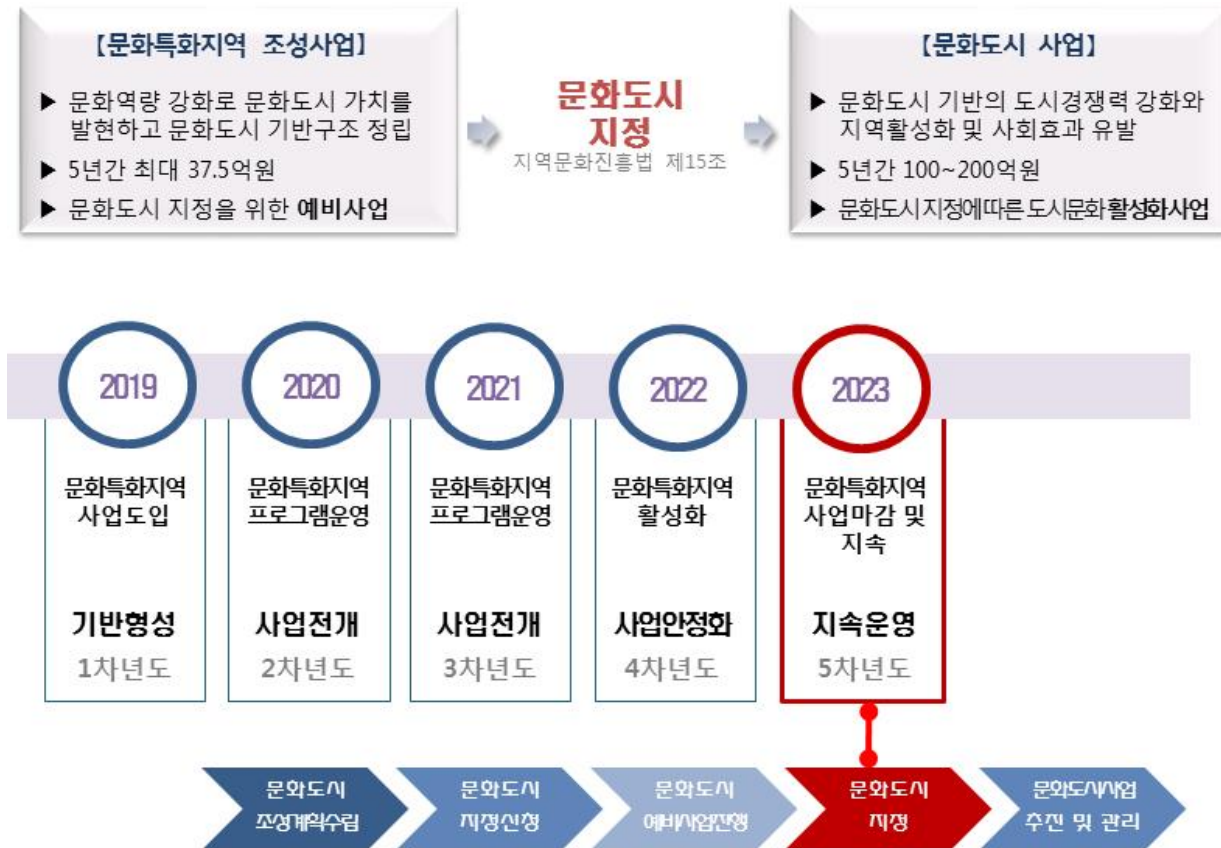 【문화특화지역 조성사업】
▶ 문화역량 강화로 문화도시 가치를
발현하고 문화도시 기반구조 정립
▶ 5년간 최대 37.5억원
▶ 문화도시 지정을 위한 예비사업
문화도시
지정
지역문화진흥법 제15조
【문화도시 사업】
▶ 문화도시 기반의 도시경쟁력 강화와
지역활성화 및 사회효과 유발
▶ 5년간 100~200억원
▶ 문화도시 지정에따른 도시문화 활성화사업
2019
문화특화지역
사업도입
기반형성
1차년도
2020
문화특화지역
프로그램운영
사업전개
2차년도
2021
문화특화지역
프로그램운영
사업전개
3차년도
2022
문화특화지역
활성화
사업안정화
4차년도
2023
문화특화지역
사업마감 및
지속
지속운영
5차년도
문화도시
조성계획수립
문화도시
지정신청
문화도시
예비사업진행
문화도시
지정
문화도시사업
추진 및 관리